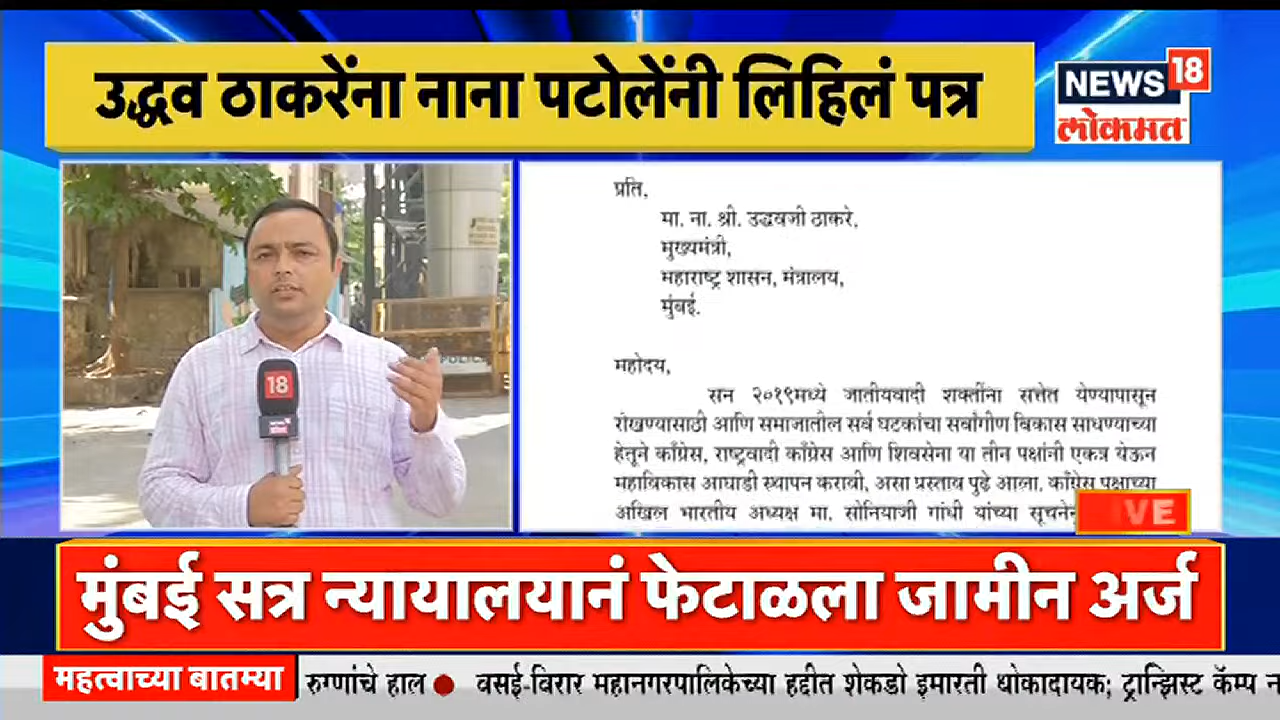 उद्धव ठाकरेंना नाना पटोलेंनी लिहिलं पत्र
NEWS 18
लोकमत
प्रति,
मा. ना. श्री. उद्धवजी ठाकरे,
मुख्यमंत्री,
महाराष्ट्र शासन, मंत्रालय,
मुंबई.
महोदय,
सन २०१९मध्ये जातीयवादी शक्तींना सत्तेत येण्यापासून
रोखण्यासाठी आणि समाजातील सर्व घटकांचा सर्वांगीण विकास साधण्याच्या
हेतूने काँग्रेस, राष्ट्रवादी काँग्रेस आणि शिवसेना या तीन पक्षांनी एकत्र येऊन
महाविकास आघाडी स्थापन करावी, असा प्रस्ताव पुढे आला. काँग्रेस पक्षाच्या
अखिल भारतीय अध्यक्ष मा. सोनियाजी गांधी यांच्या
18
POLICE
मुंबई सत्र न्यायालयानं फेटाळला जामीन अर्ज
महत्वाच्या बातम्या
रुग्णांचे हाल ● वसई-विरार महानगरपालिकेच्या हद्दीत शेकडो इमारती धोकादायक; ट्रान्झिस्ट कॅम्प